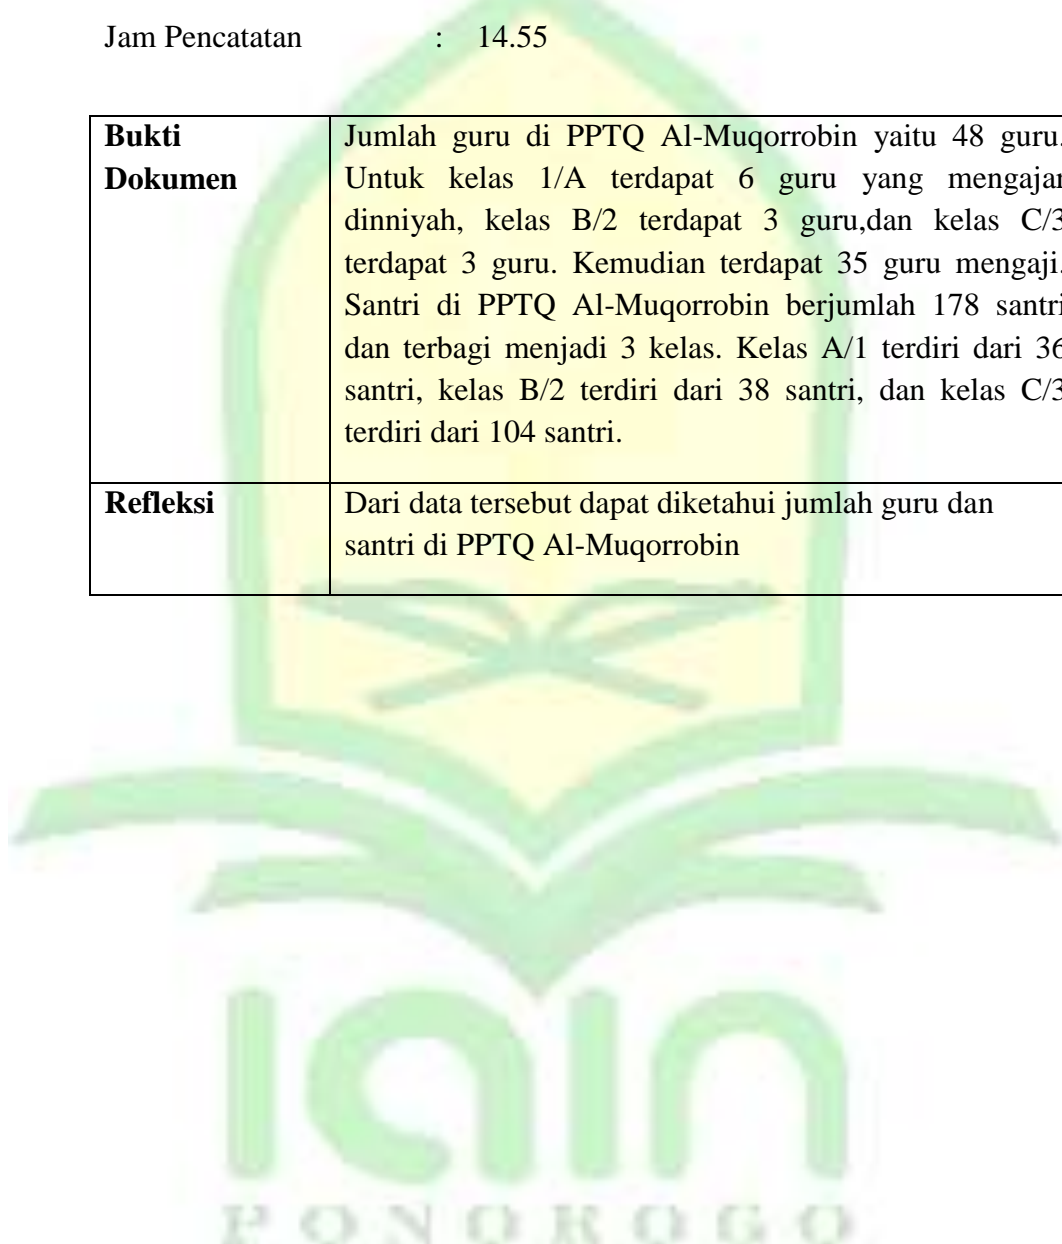 Jam Pencatatan : 14.55
Bukti Dokumen
Jumlah guru di PPTQ Al-Muqorrobin yaitu 48 guru.
Untuk kelas 1/A terdapat 6 guru yang mengajar
dinniyah, kelas B/2 terdapat 3 guru,dan kelas C/3
terdapat 3 guru. Kemudian terdapat 35 guru mengaji.
Santri di PPTQ Al-Muqorrobin berjumlah 178 santri
dan terbagi menjadi 3 kelas. Kelas A/1 terdiri dari 36
santri, kelas B/2 terdiri dari 38 santri, dan kelas C/3
terdiri dari 104 santri.
Refleksi
Dari data tersebut dapat diketahui jumlah guru dan
santri di PPTQ Al-Muqorrobin
iain
PONOROGO